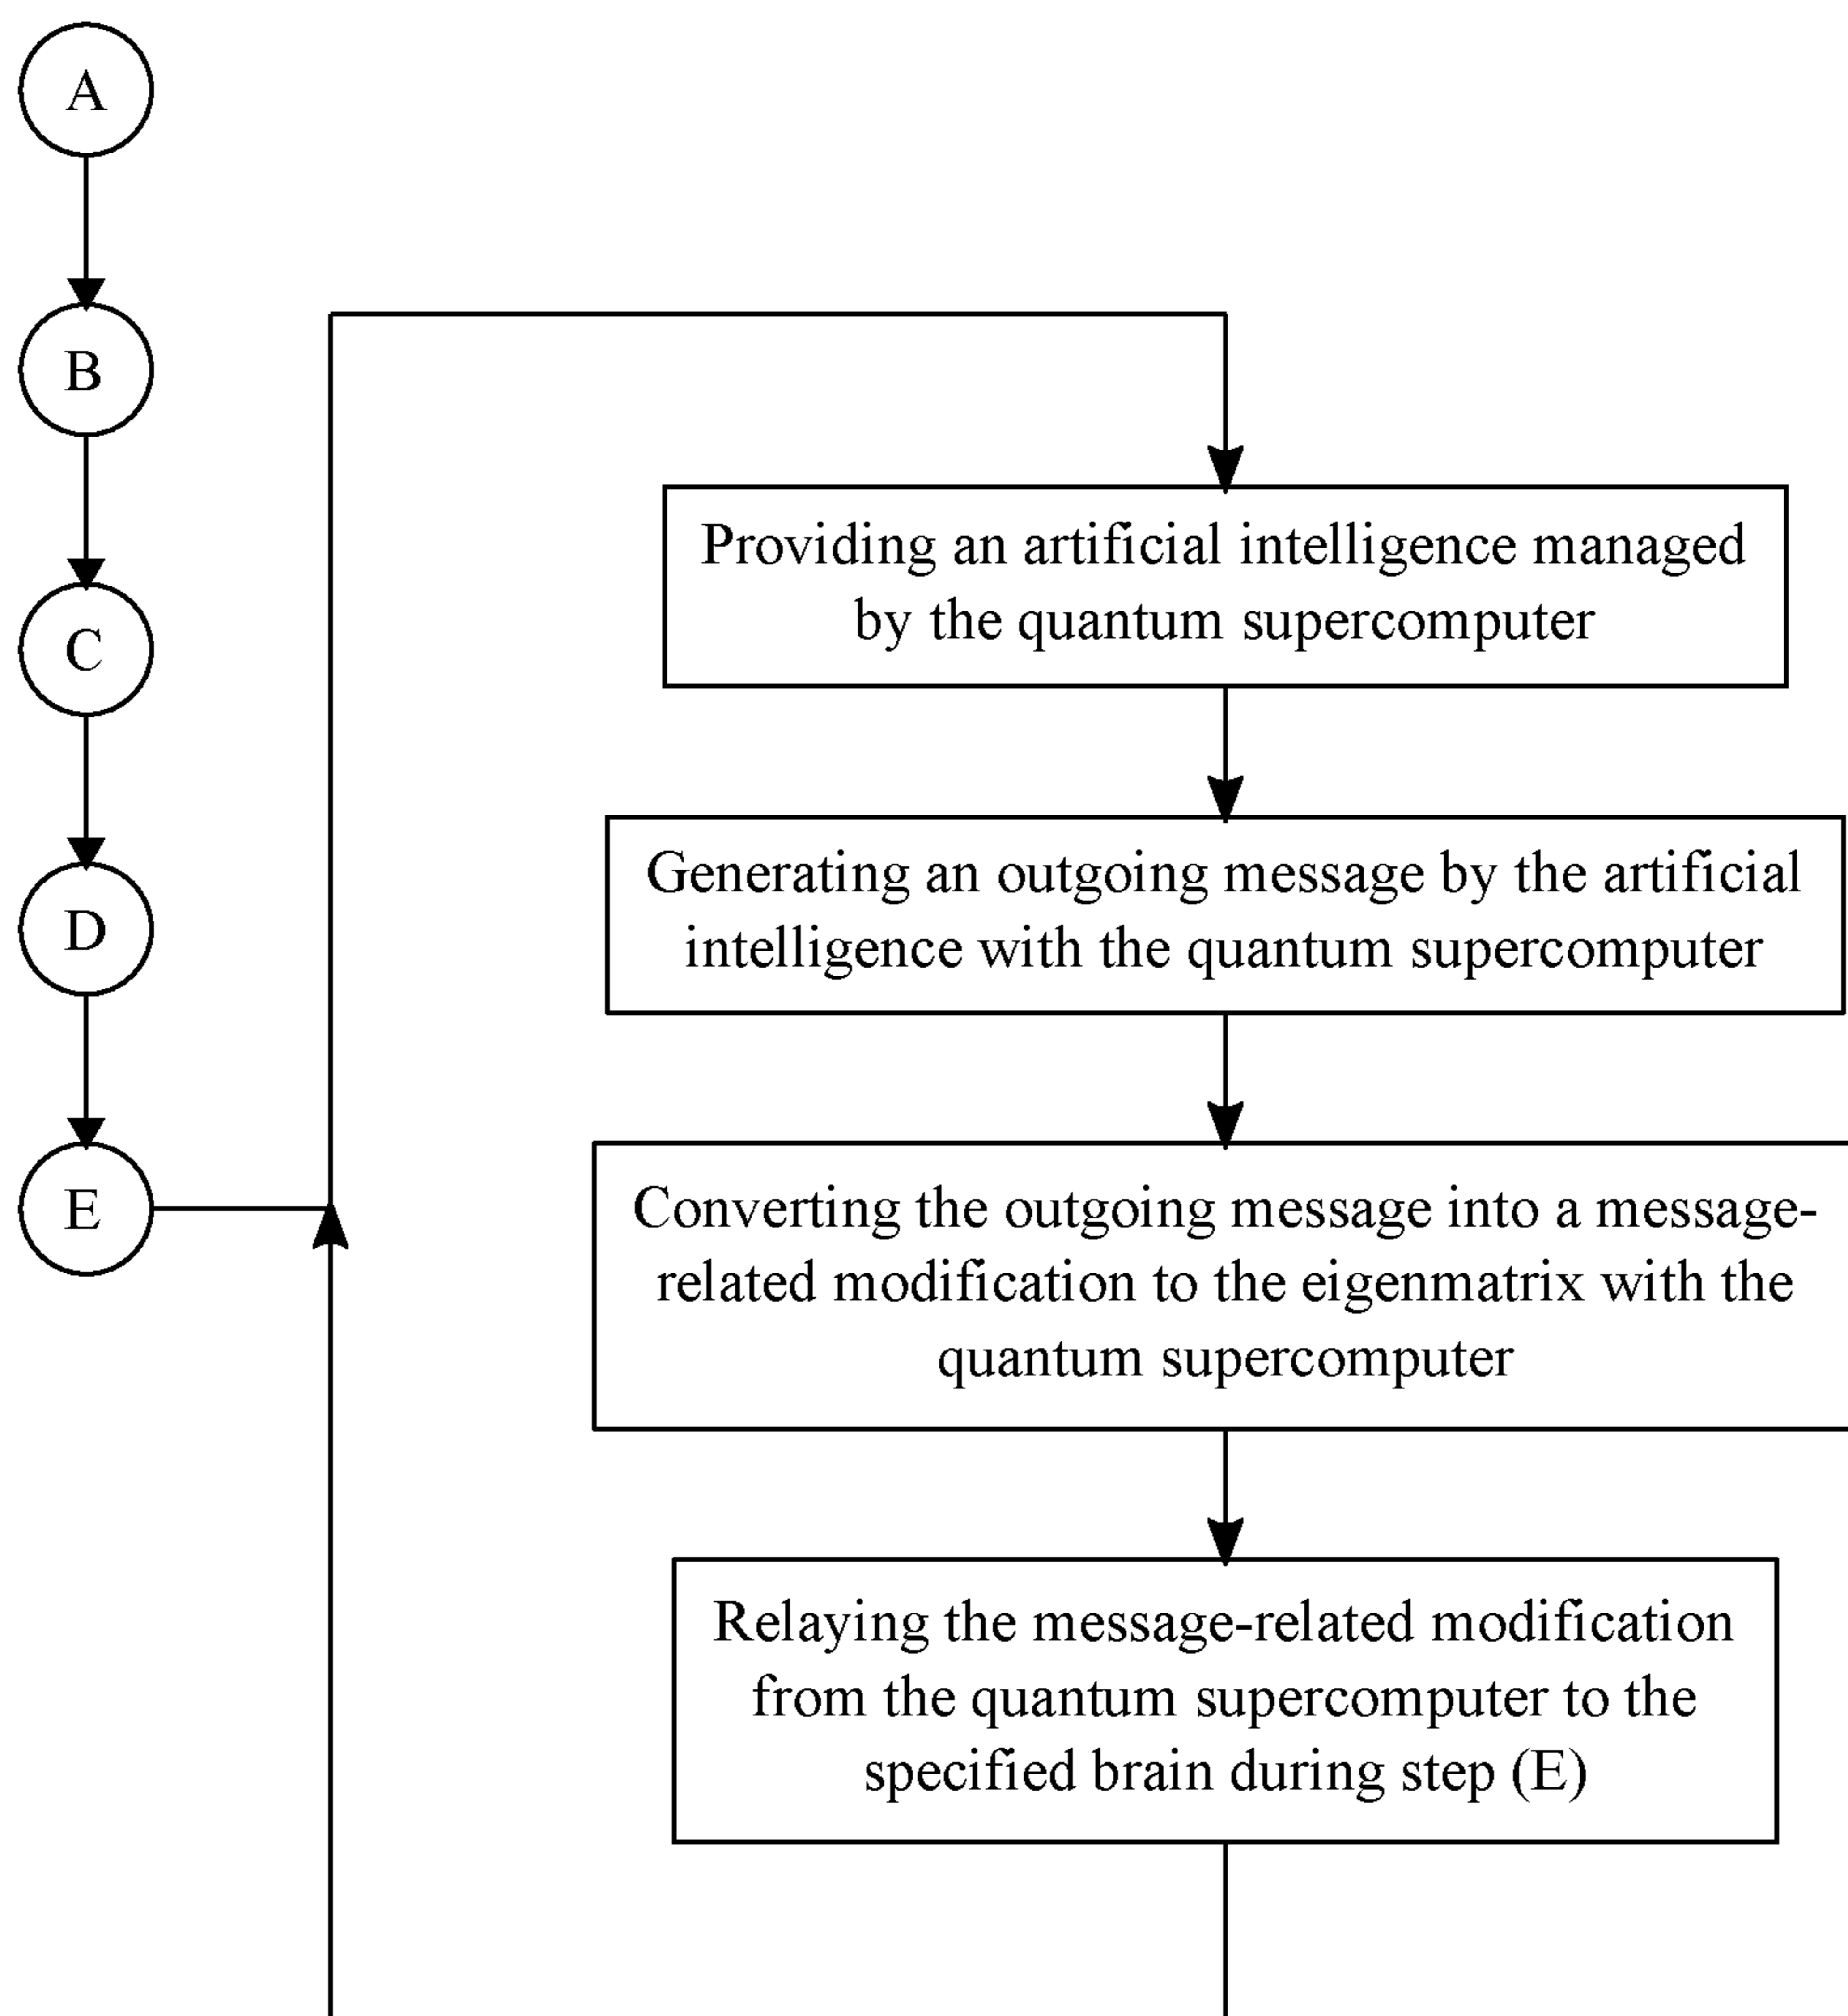 A
B
C
D
E
Providing an artificial intelligence managed
by the quantum supercomputer
Generating an outgoing message by the artificial
intelligence with the quantum supercomputer
Converting the outgoing message into a message-
related modification to the eigenmatrix with the
quantum supercomputer
Relaying the message-related modification
from the quantum supercomputer to the
specified brain during step (E)